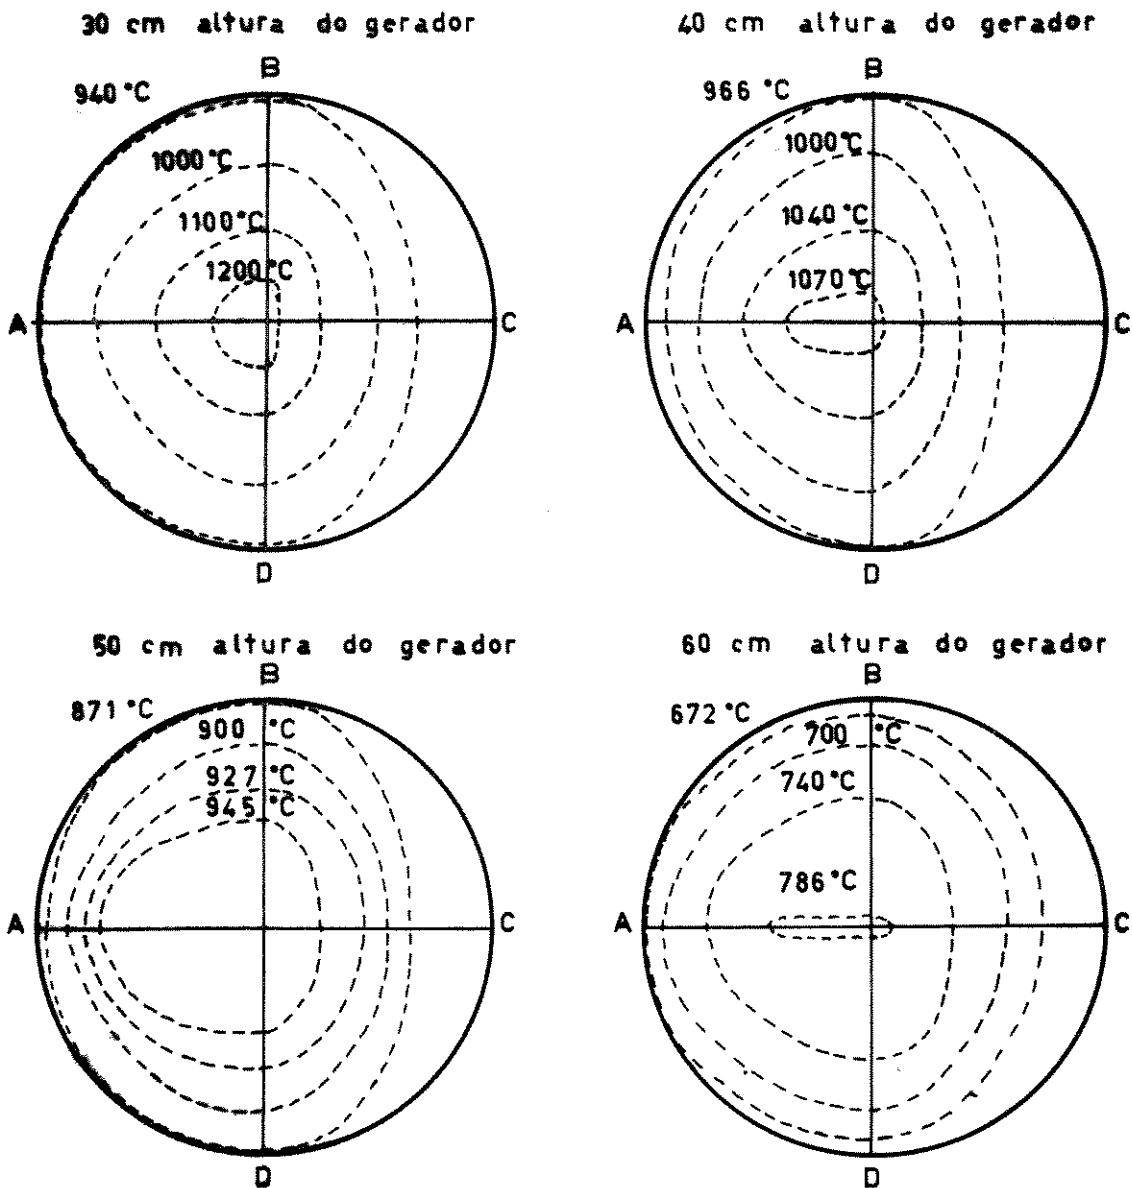 30 cm altura do gerador
B
940 °C
1000 °C
1100 °C
1200 °C
A
C
D
40 cm altura do gerador
B
966 °C
1000 °C
1040 °C
1070 °C
A
C
D
50 cm altura do gerador
B
871 °C
900 °C
927 °C
945 °C
A
C
D
60 cm altura do gerador
B
672 °C
700 °C
740 °C
786 °C
A
C
D